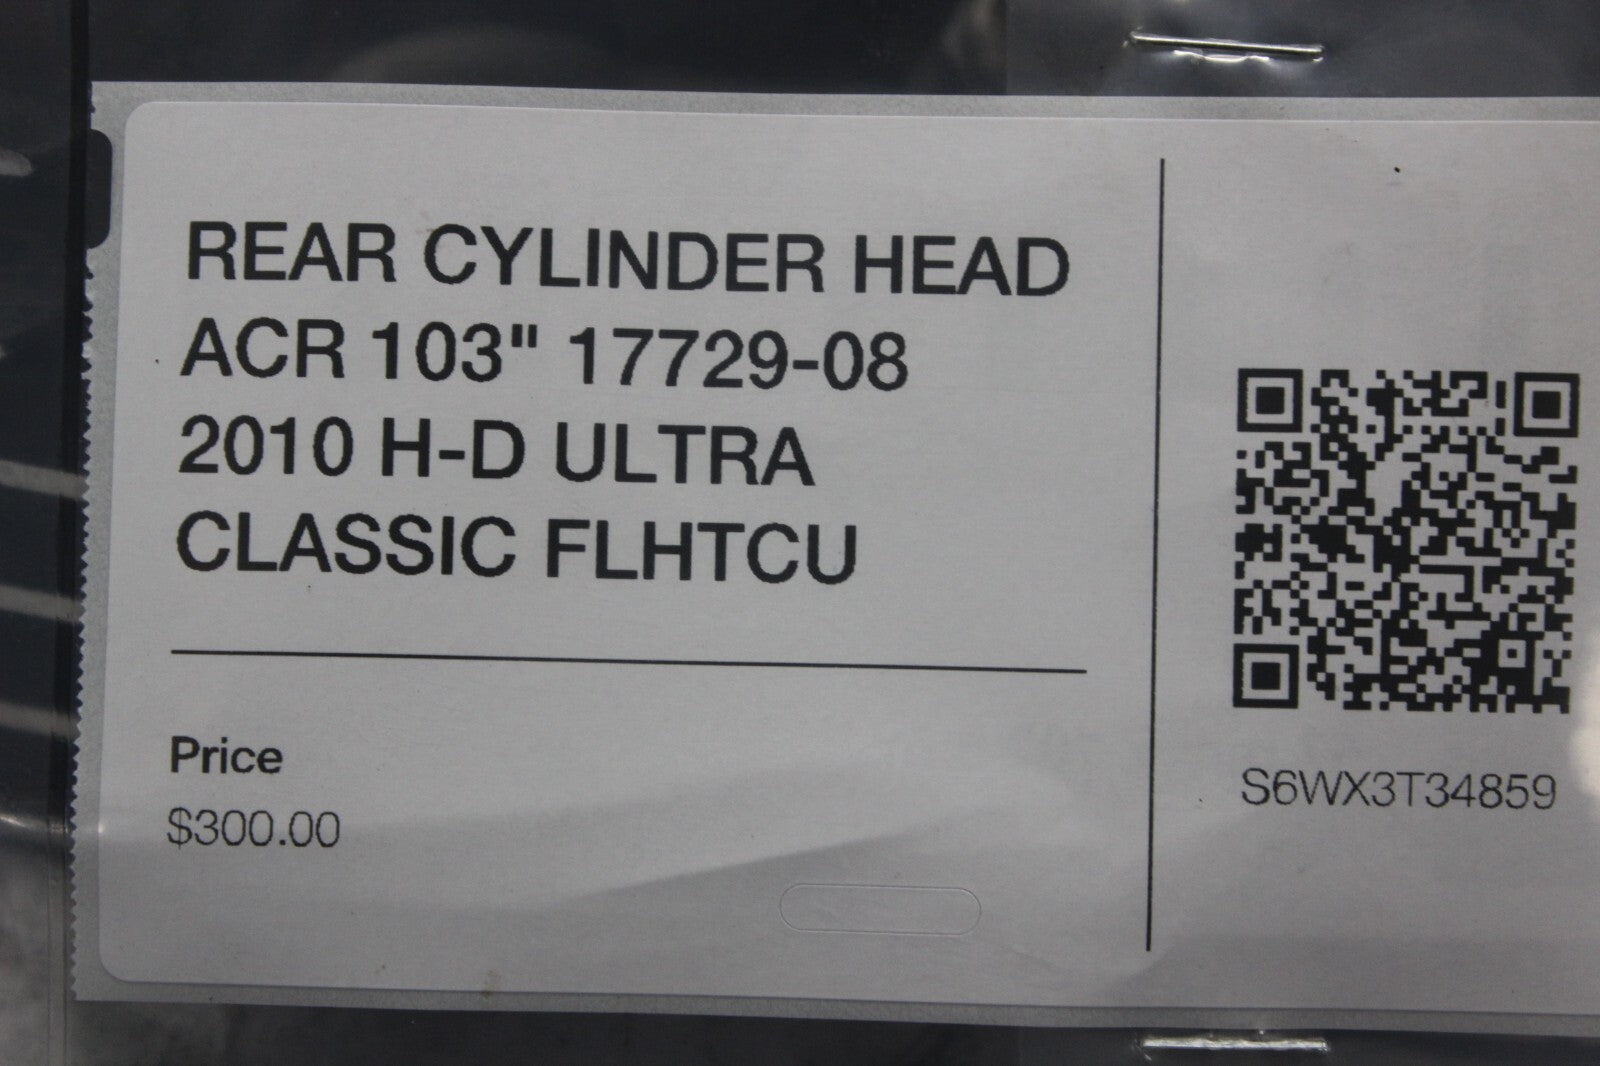 REAR CYLINDER HEAD
ACR 103" 17729-08
2010 H-D ULTRA
CLASSIC FLHTCU
Price
$300.00
S6WX3T34859